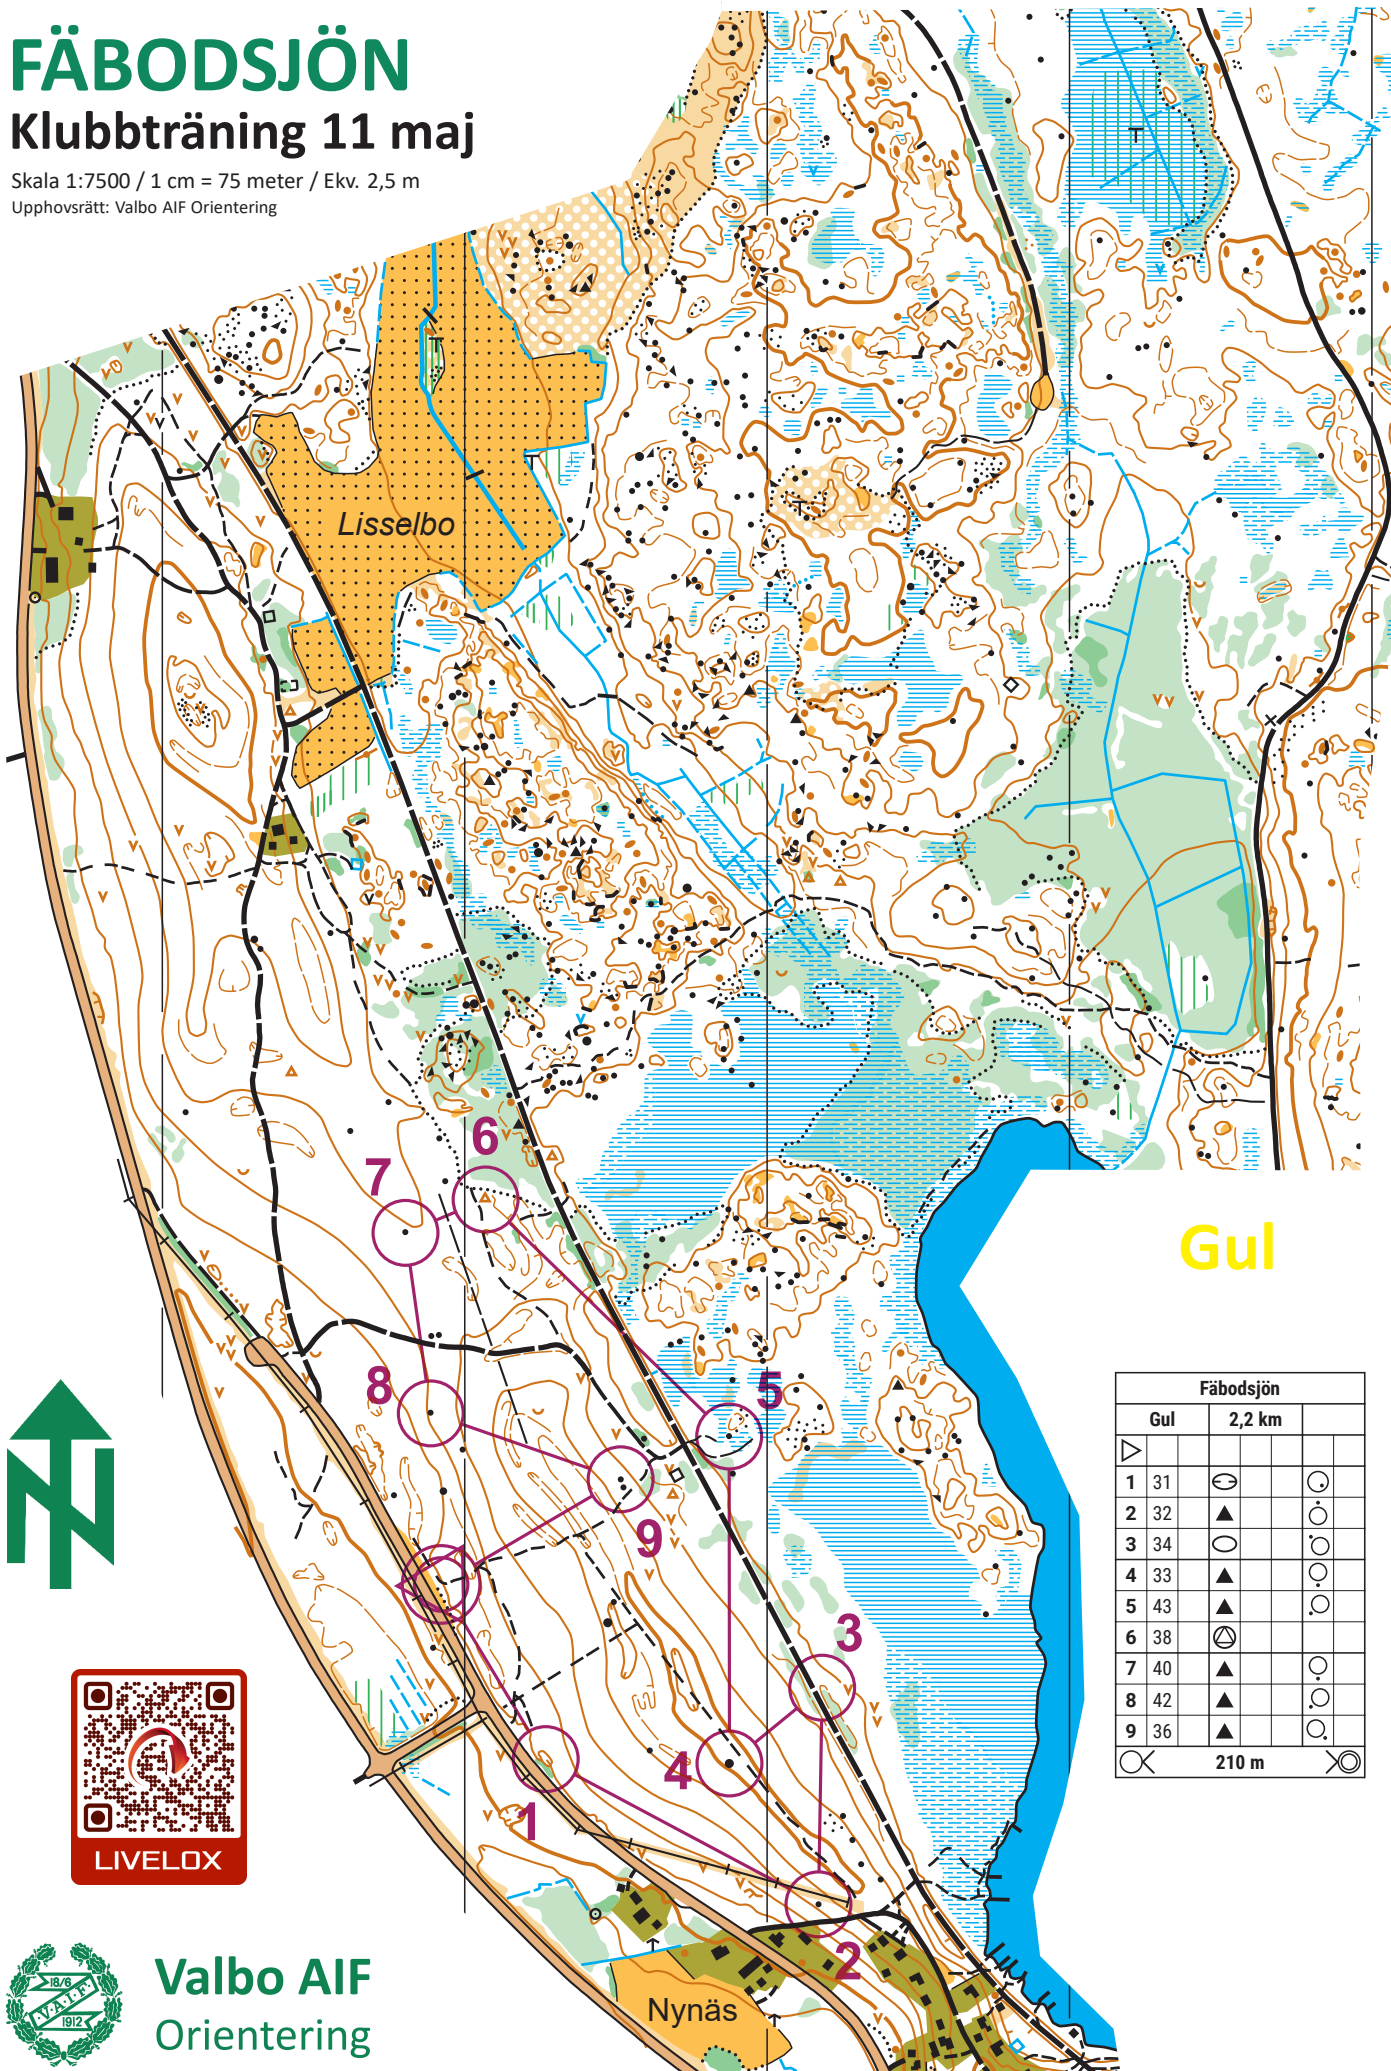 FÄBODSJÖN
Klubbträning 11 maj
Skala 1:7500 / 1 cm = 75 meter / Ekv. 2,5 m
Upphovsrätt: Valbo AIF Orientering
Lisselbo
6
7
Gul
8
5
9
3
4
1
2
Nynäs
Fäbodsjön
Gul 2,2 km
1 31
2 32
3 34
4 33
5 43
6 38
7 40
8 42
9 36
210 m
LIVELOX
18/6
V.A.I.F.
1912
Valbo AIF
Orientering